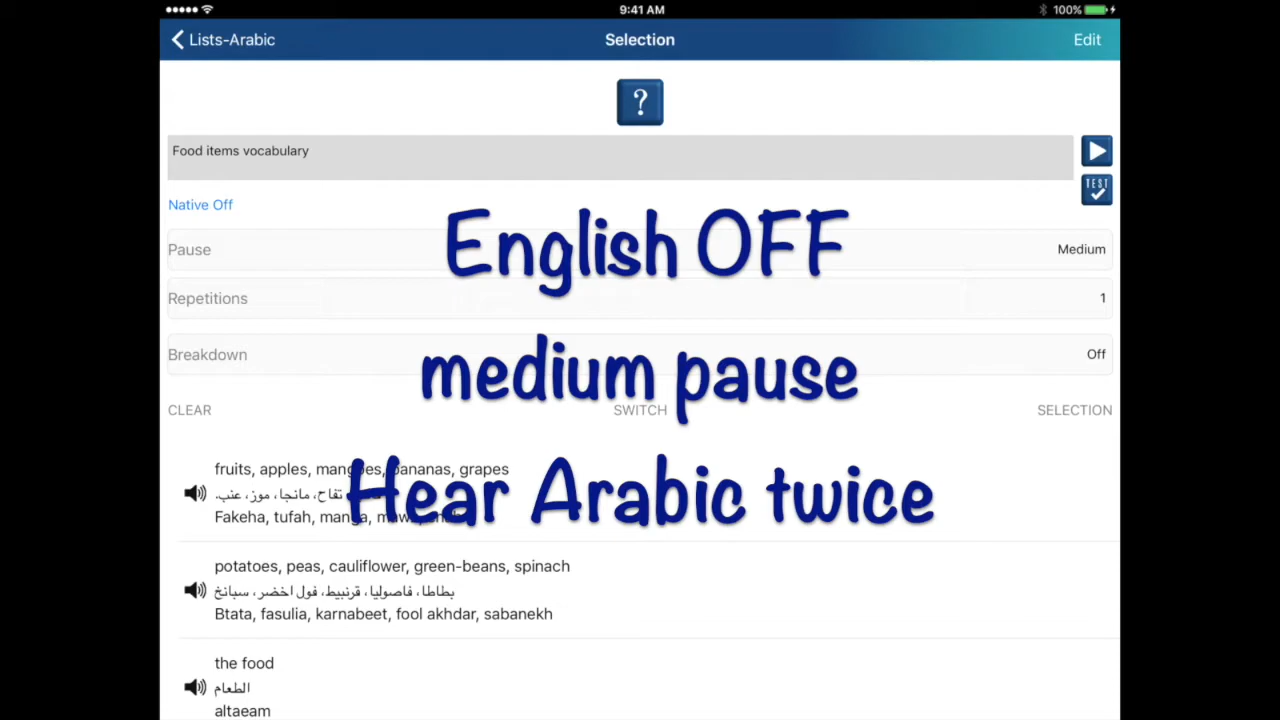 9:41 AM
100%
Lists-Arabic
Selection
Edit
?
Food items vocabulary
TEST
Native Off
English OFF
Pause
Medium
Repetitions
1
medium pause
Breakdown
Off
CLEAR
SWITCH
SELECTION
Hear Arabic twice
fruits, apples, mangoes, bananas, grapes
تفاح، مانجا، موز، عنب.
Fakeha, tufah, manga,
potatoes, peas, cauliflower, green-beans, spinach
بطاطا، فاصوليا، قرنبيط، فول اخضر، سبانخ
Btata, fasulia, karnabeet, fool akhdar, sabanekh
the food
الطعام
altaeam